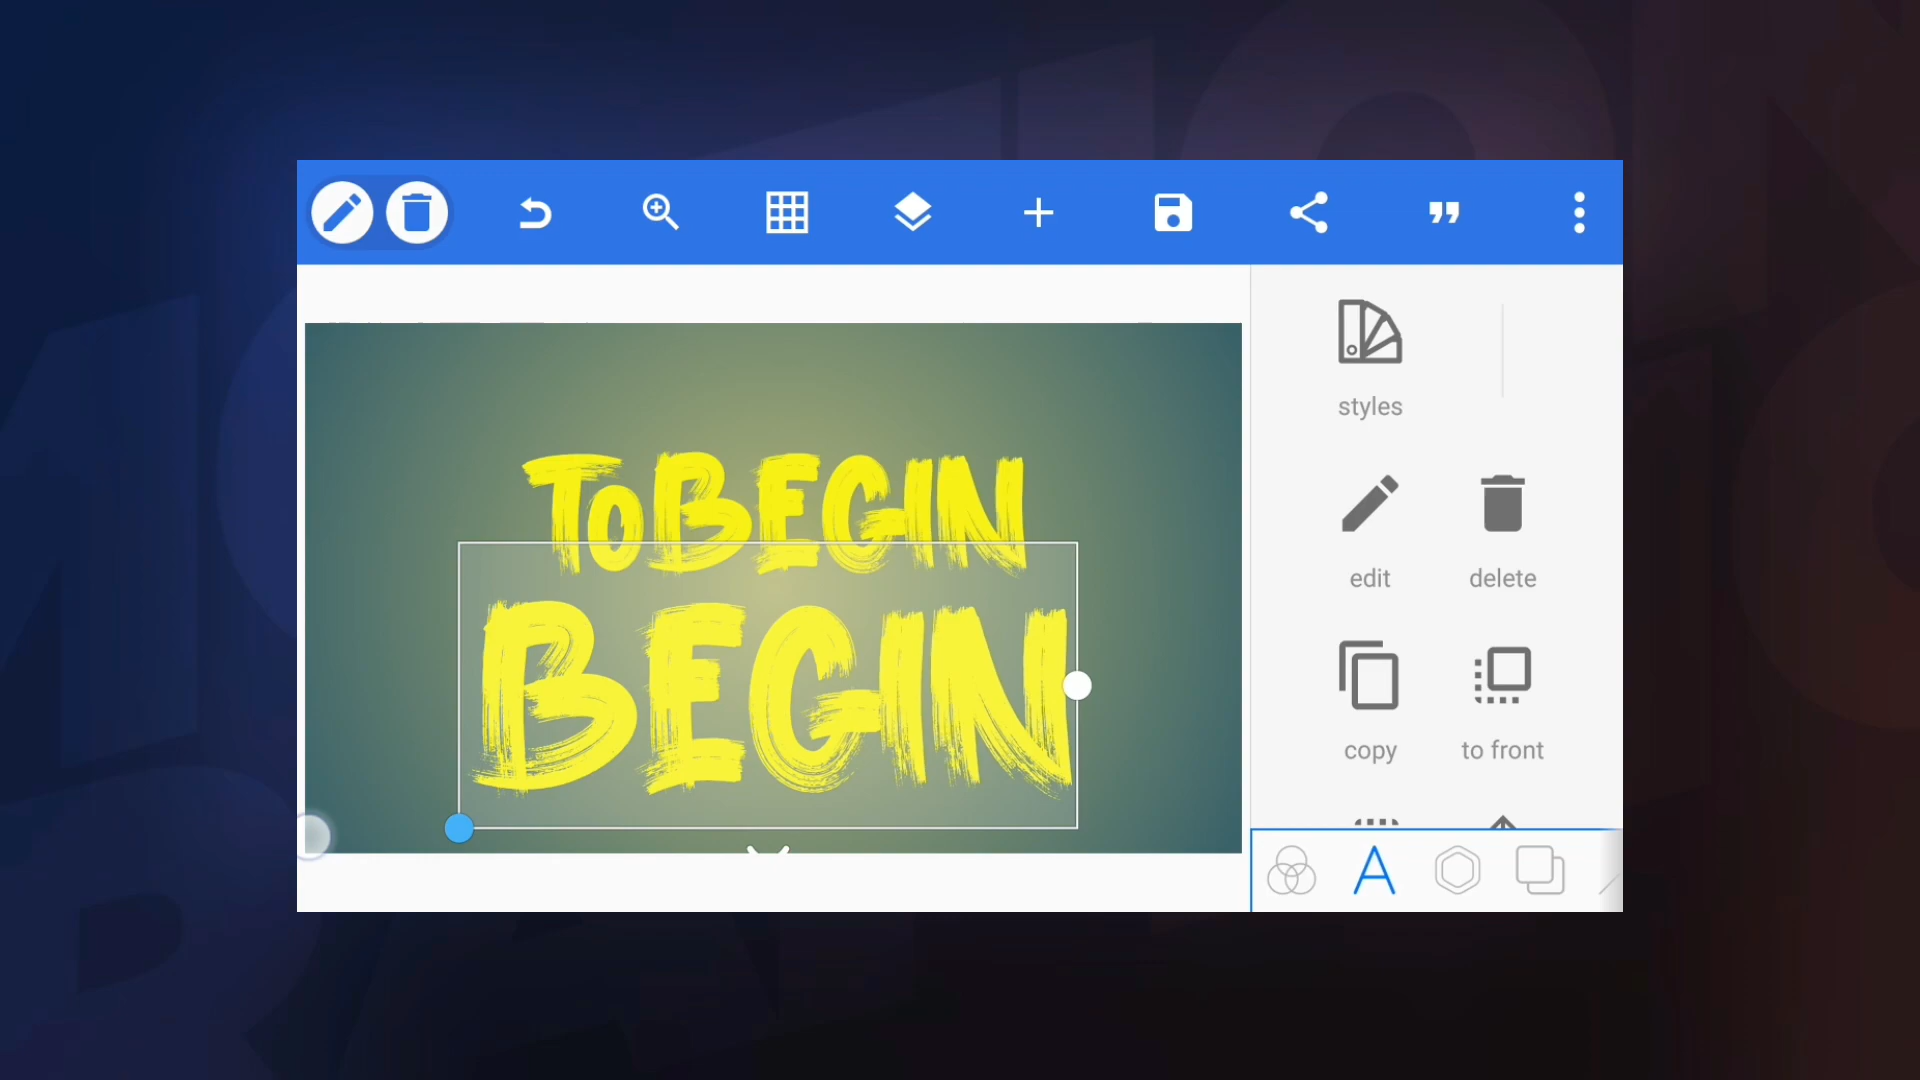 styles
ToBEGIN
edit
delete
BEGIN
copy
to front